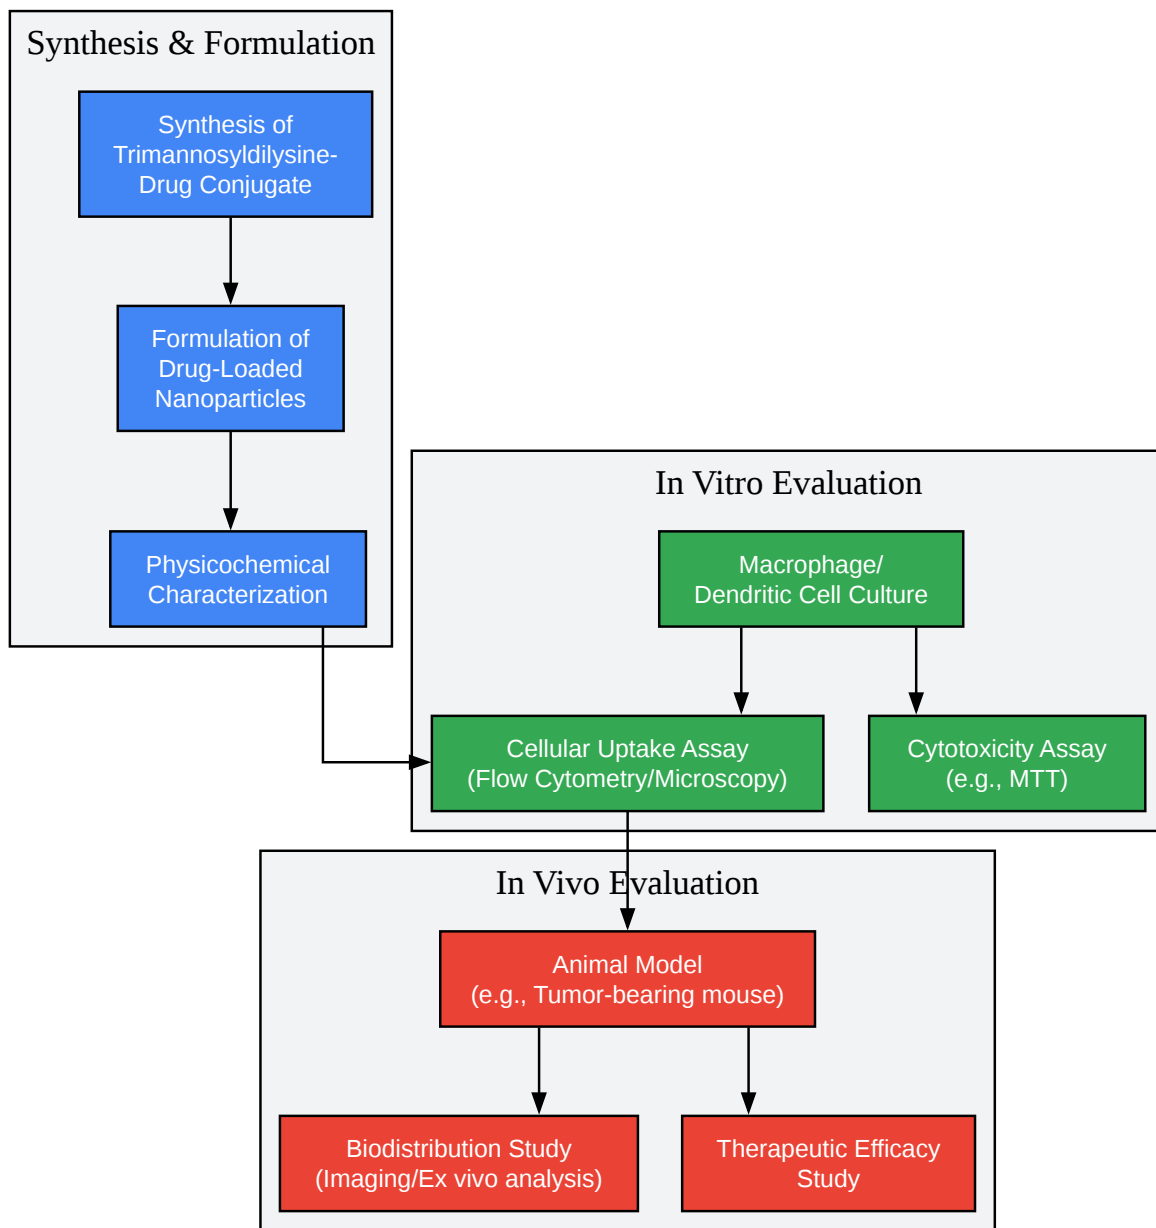 Synthesis & Formulation
Synthesis of
Trimannosyldilysine-
Drug Conjugate
Formulation of
Drug-Loaded
Nanoparticles
Physicochemical
Characterization
In Vitro Evaluation
Macrophage/
Dendritic Cell Culture
Cellular Uptake Assay
(Flow Cytometry/Microscopy)
Cytotoxicity Assay
(e.g., MTT)
In Vivo Evaluation
Animal Model
(e.g., Tumor-bearing mouse)
Biodistribution Study
(Imaging/Ex vivo analysis)
Therapeutic Efficacy
Study